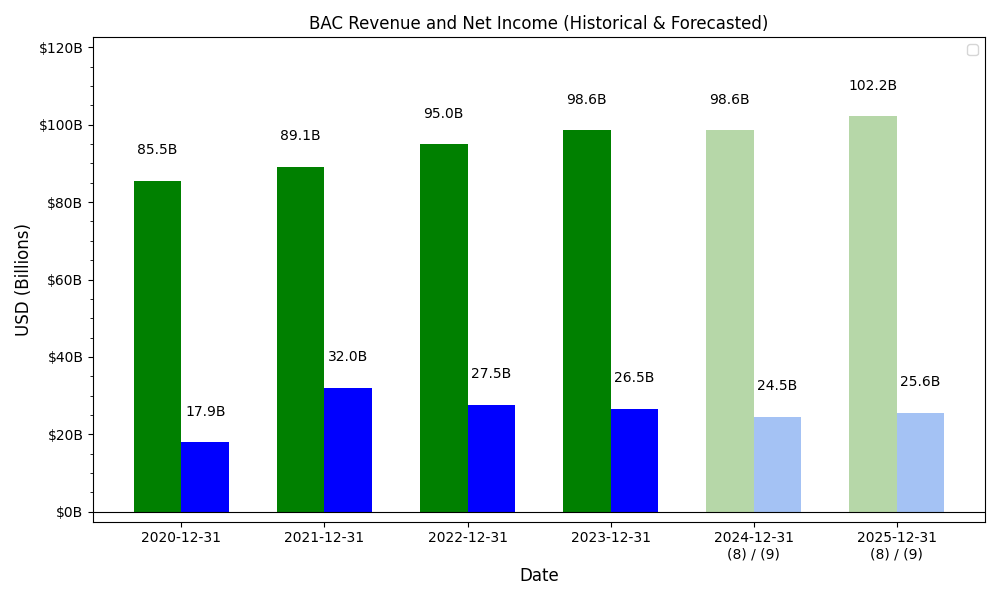 BAC Revenue and Net Income (Historical & Forecasted)
$120B
$100B
$80B
$60B
$40B
$20B
$0B
USD (Billions)
85.5B
89.1B
95.0B
98.6B
98.6B
102.2B
17.9B
32.0B
27.5B
26.5B
24.5B
25.6B
2020-12-31
2021-12-31
2022-12-31
2023-12-31
2024-12-31
(8) / (9)
2025-12-31
(8) / (9)
Date